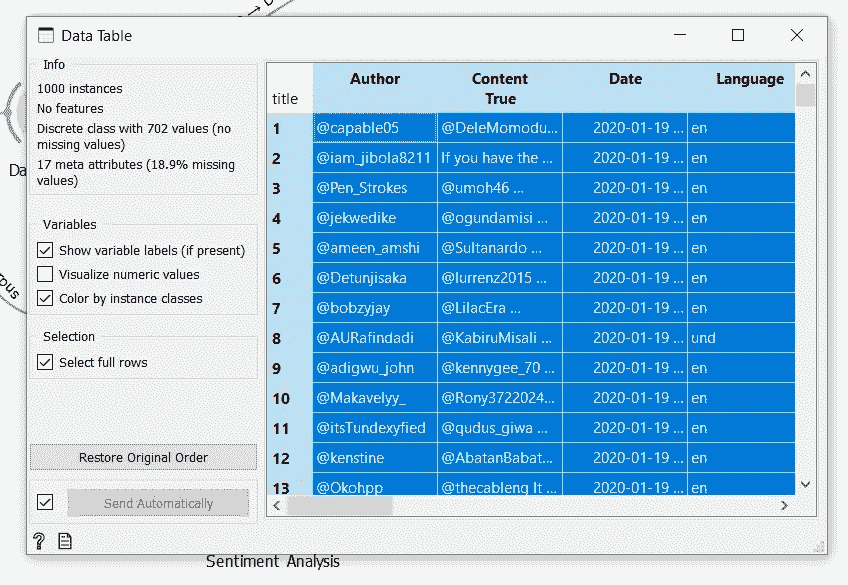 Data Table
Info
1000 instances
No features
Discrete class with 702 values (no
missing values)
17 meta attributes (18.9% missing
values)
Variables
Show variable labels (if present)
Visualize numeric values
Color by instance classes
Selection
Select full rows
Restore Original Order
Send Automatically
title Author Content Date Language
True
1 @capable05 @DeleMomodu... 2020-01-19 ... en
2 @iam_jibola8211 If you have the ... 2020-01-19 ... en
3 @Pen_Strokes @umoh46 ... 2020-01-19 ... en
4 @jekwedike @ogundamisi ... 2020-01-19 ... en
5 @ameen_amshi @Sultanardo ... 2020-01-19 ... en
6 @Detunjisaka @lurrenz2015 ... 2020-01-19 ... en
7 @bobzyjay @LilacEra ... 2020-01-19 ... en
8 @AURafindadi @KabiruMisali ... 2020-01-19 ... und
9 @adigwu_john @kennygee_70 ... 2020-01-19 ... en
10 @Makavelyy_ @Rony3722024... 2020-01-19 ... en
11 @itsTundexyfied @qudus_giwa ... 2020-01-19 ... en
12 @kenstine @AbatanBabat... 2020-01-19 ... en
13 @Okohpp @thecableng It ... 2020-01-19 ... en
Da
Sentiment Analysis